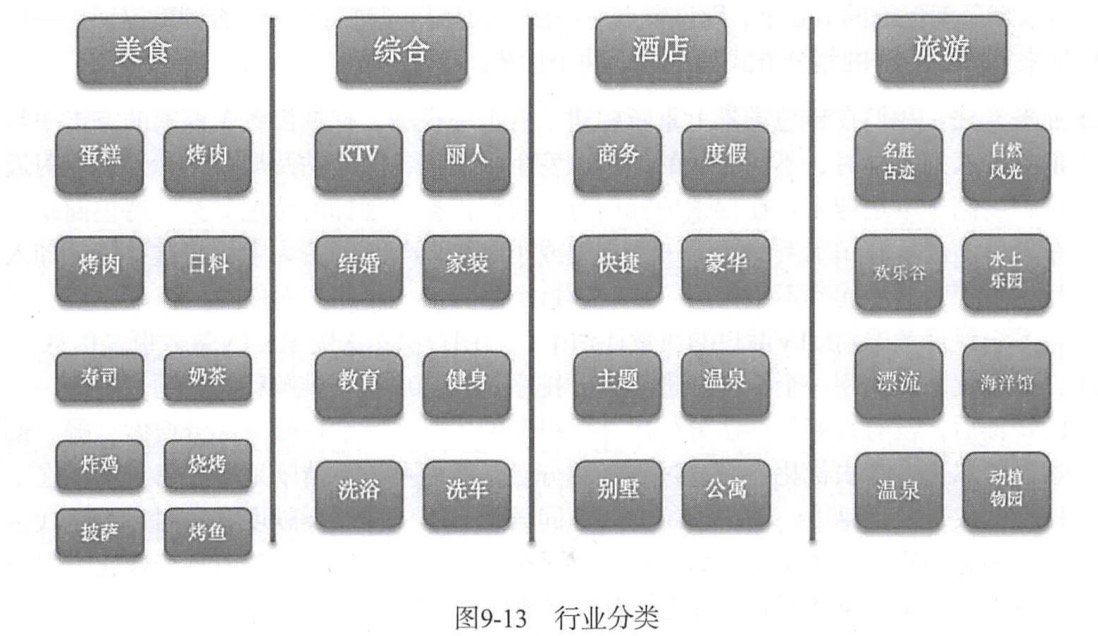 美食
蛋糕 烤肉
烤肉 日料
寿司 奶茶
炸鸡 烧烤
披萨 烤鱼
综合
KTV 丽人
结婚 家装
教育 健身
洗浴 洗车
酒店
商务 度假
快捷 豪华
主题 温泉
别墅 公寓
旅游
名胜
古迹
自然
风光
欢乐谷
水上
乐园
漂流 海洋馆
温泉
动植
物园
图9-13 行业分类